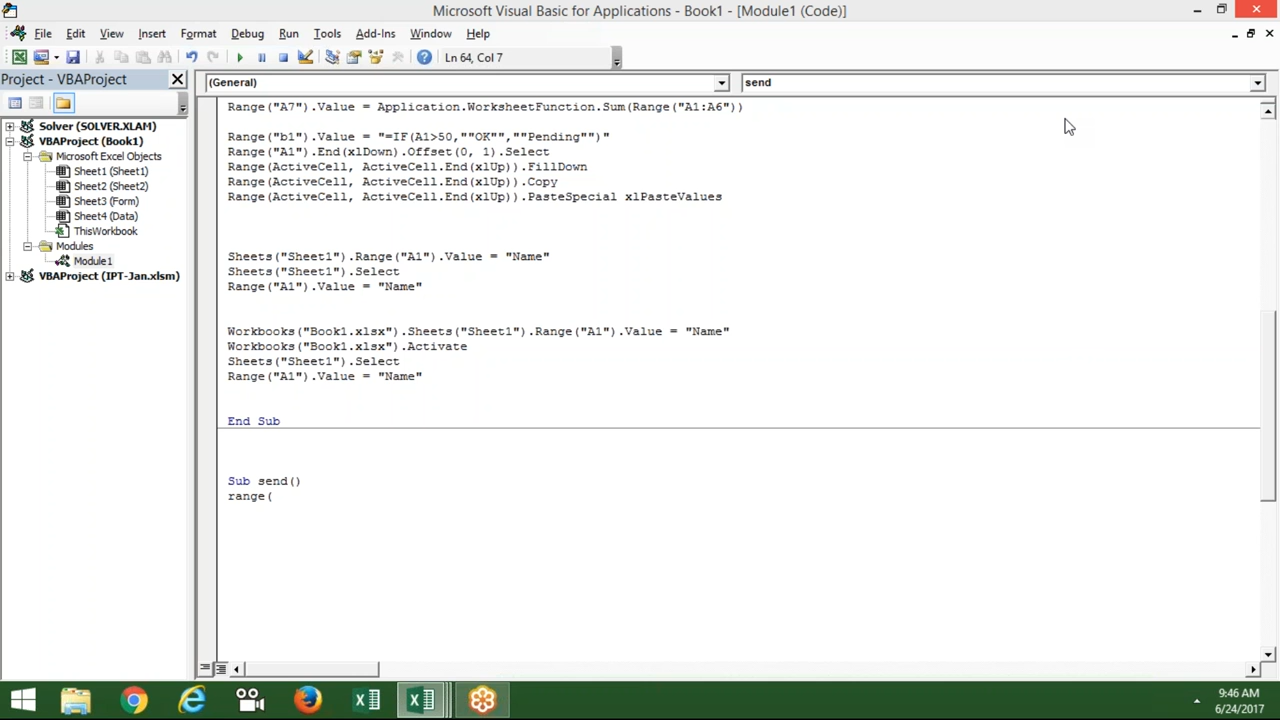 Microsoft Visual Basic for Applications - Book1 - [Module1 (Code)]
File Edit View Insert Format Debug Run Tools Add-Ins Window Help
Ln 64, Col 7
Project - VBAProject
(General)
send
Solver (SOLVER.XLAM)
VBAProject (Book1)
Microsoft Excel Objects
Sheet1 (Sheet1)
Sheet2 (Sheet2)
Sheet3 (Form)
Sheet4 (Data)
ThisWorkbook
Modules
Module1
VBAProject (IPT-Jan.xlsm)
Range("A7").Value = Application.WorksheetFunction.Sum(Range("A1:A6"))
Range("b1").Value = "=IF(A1>50,""OK"",""Pending"")"
Range("A1").End(xlDown).Offset(0, 1).Select
Range(ActiveCell, ActiveCell.End(xlUp)).FillDown
Range(ActiveCell, ActiveCell.End(xlUp)).Copy
Range(ActiveCell, ActiveCell.End(xlUp)).PasteSpecial xlPasteValues
Sheets("Sheet1").Range("A1").Value = "Name"
Sheets("Sheet1").Select
Range("A1").Value = "Name"
Workbooks("Book1.xlsx").Sheets("Sheet1").Range("A1").Value = "Name"
Workbooks("Book1.xlsx").Activate
Sheets("Sheet1").Select
Range("A1").Value = "Name"
End Sub
Sub send()
range(
9:46 AM
6/24/2017